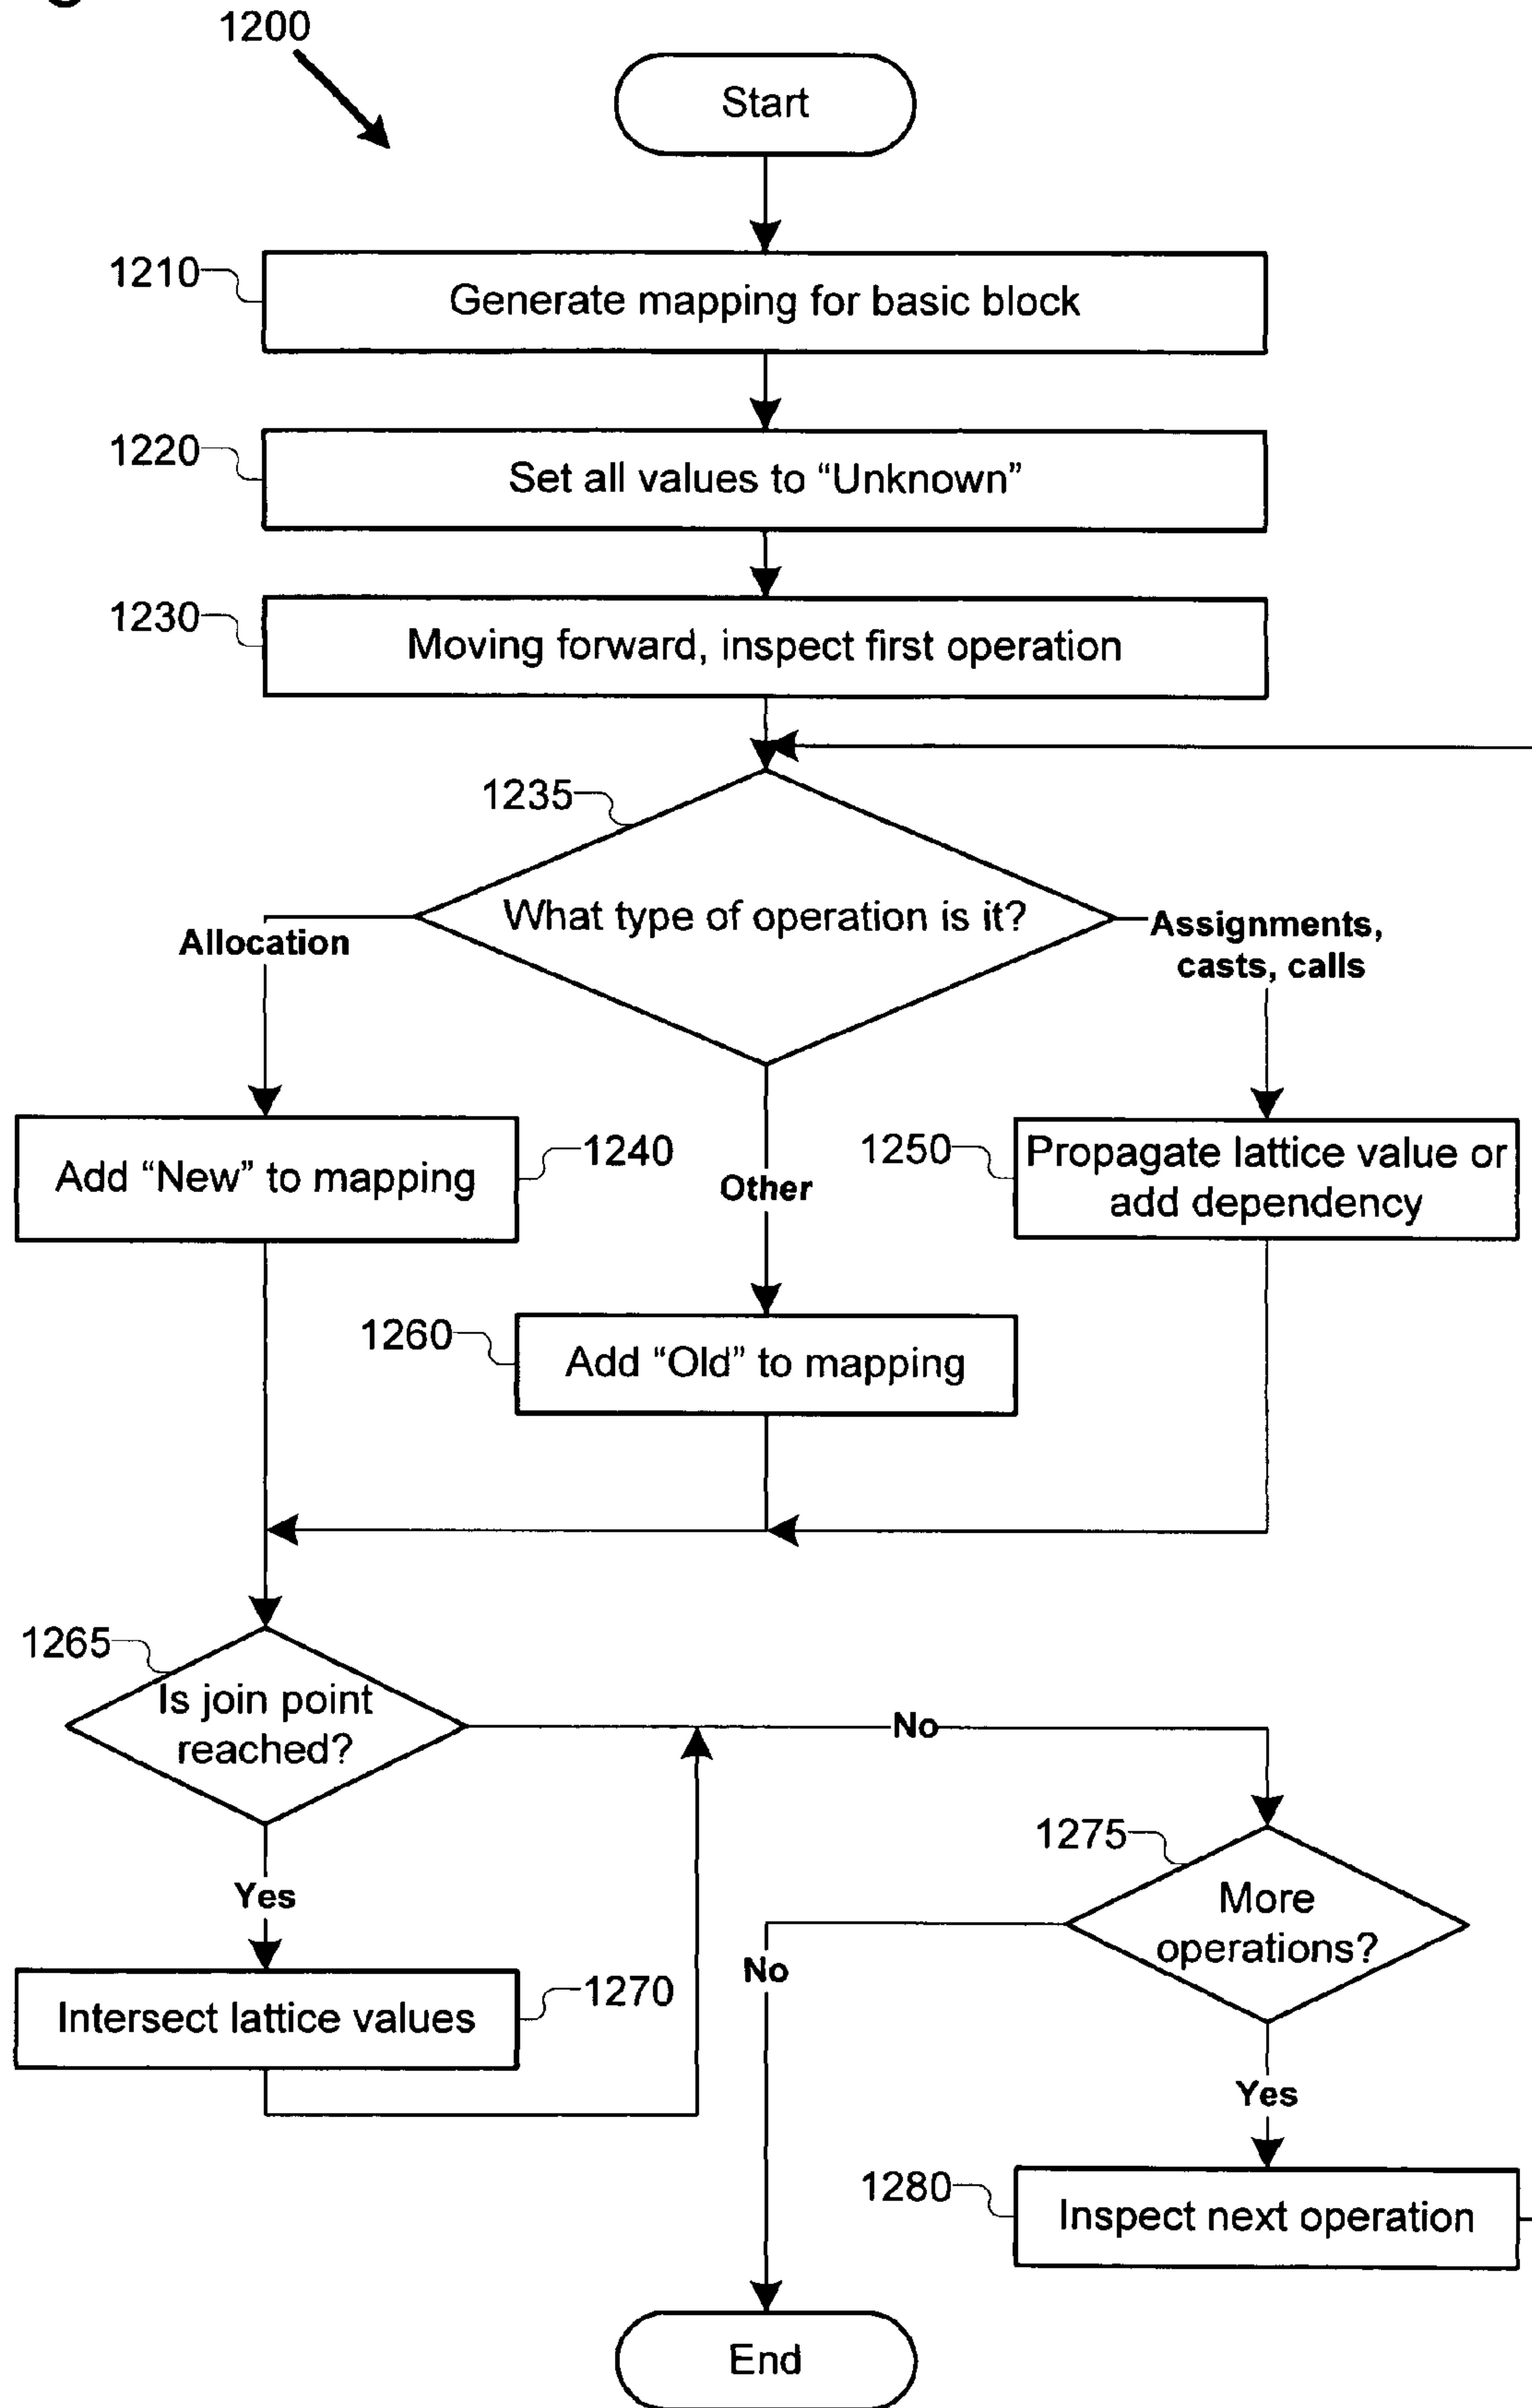 1200
Start
1210
Generate mapping for basic block
1220
Set all values to “Unknown”
1230
Moving forward, inspect first operation
1235
What type of operation is it?
Allocation
Assignments,
casts, calls
Add “New” to mapping
1240
Other
1250
Propagate lattice value or
add dependency
1260
Add “Old” to mapping
1265
Is join point
reached?
No
Yes
1275
More
operations?
Intersect lattice values
1270
No
Yes
1280
Inspect next operation
End